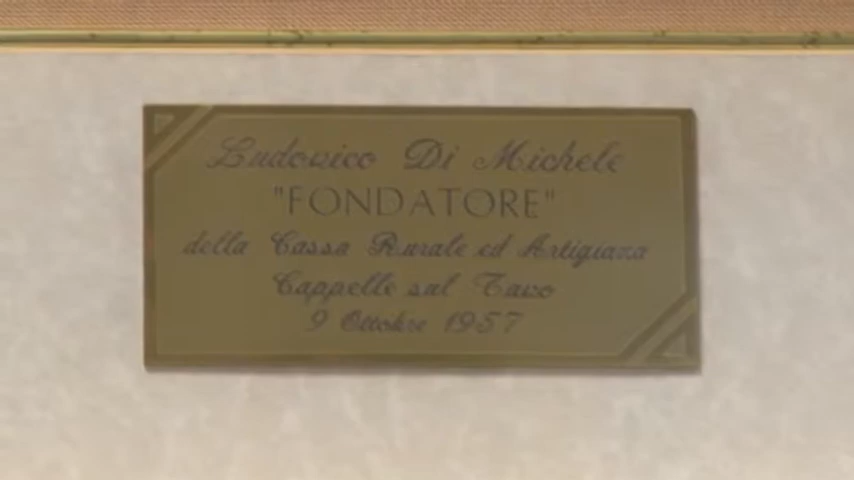 Ludovico Di Michele
"FONDATORE"
della Cassa Rurale ed Artigiana
Cappelle sul Tavo
9 Ottobre 1957